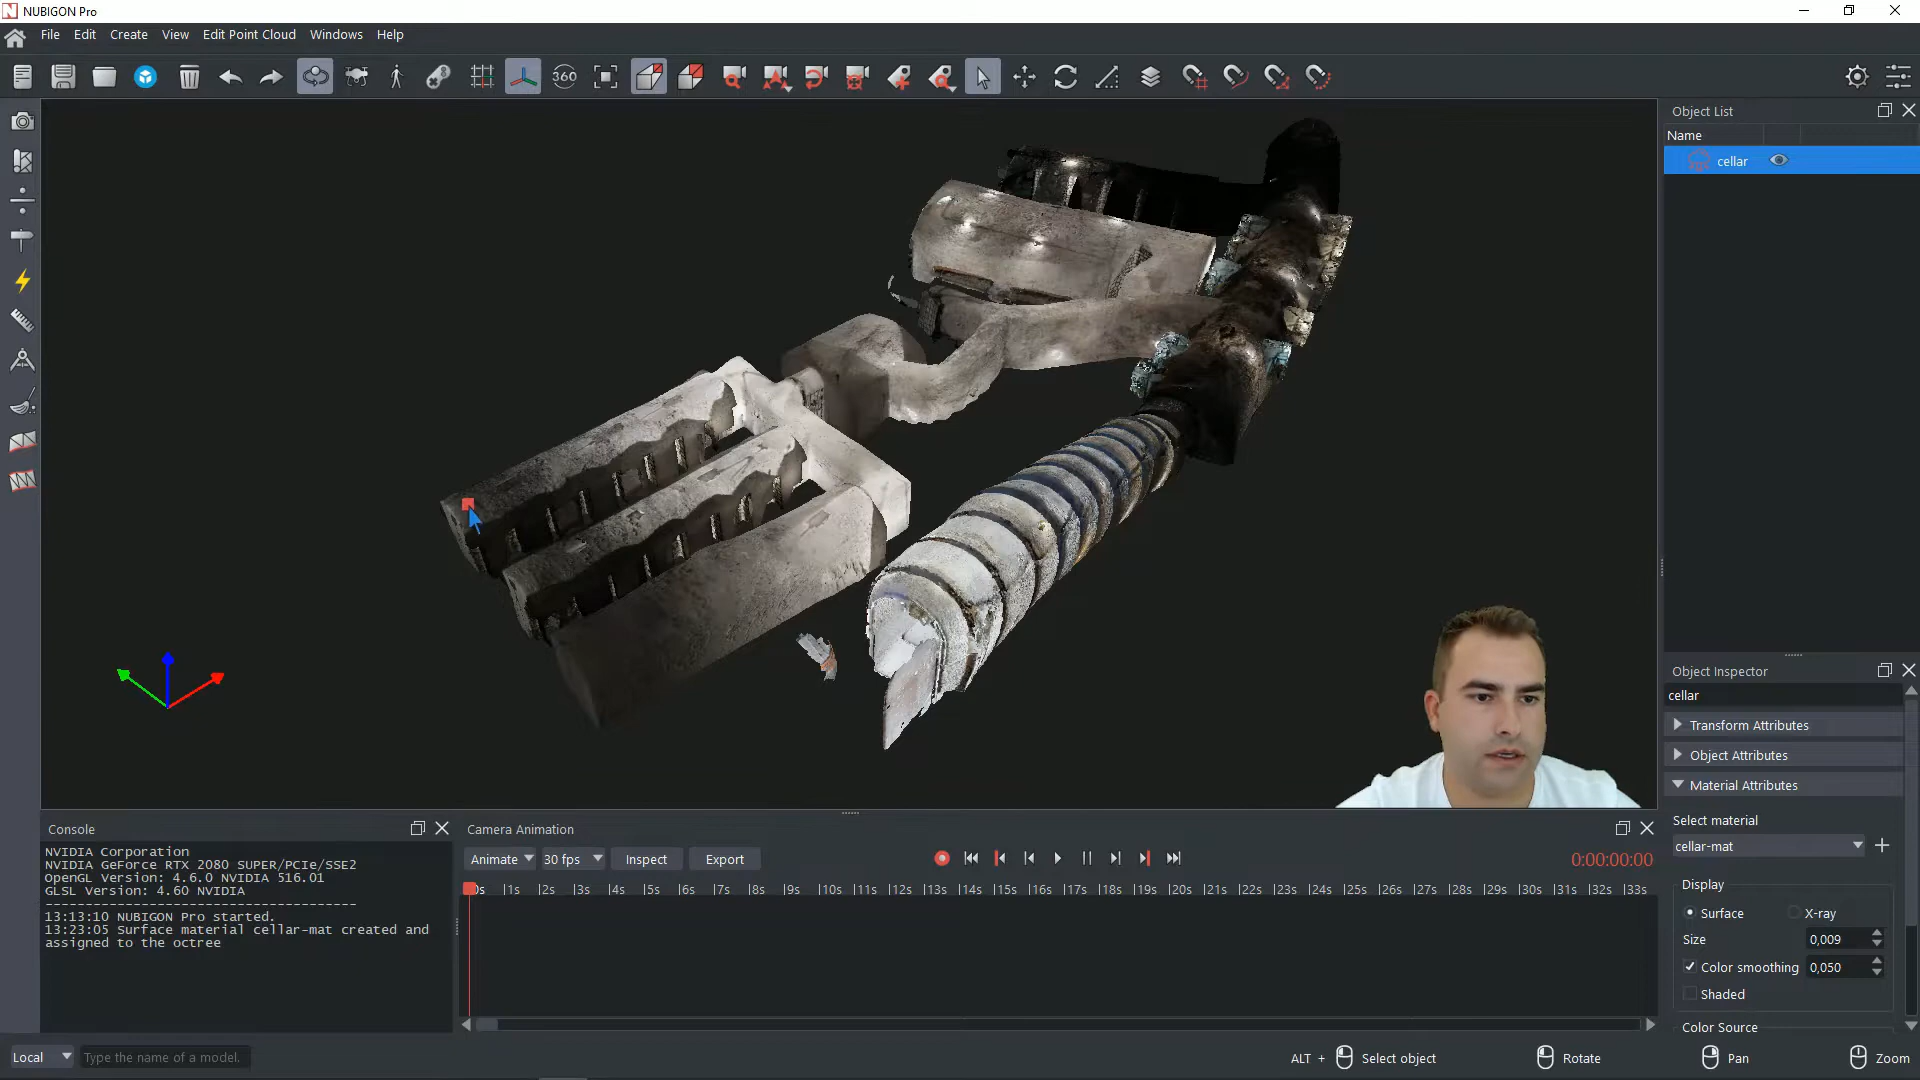 NUBIGON Pro
File Edit Create View Edit Point Cloud Windows Help
360
Object List
Name
cellar
Object Inspector
cellar
Transform Attributes
Object Attributes
Material Attributes
Select material
cellar-mat
Display
Surface X-ray
Size 0,009
Color smoothing 0,050
Shaded
Color Source
Console
NVIDIA Corporation
NVIDIA GeForce RTX 2080 SUPER/PCIe/SSE2
OpenGL Version: 4.6.0 NVIDIA 516.01
GLSL Version: 4.60 NVIDIA
----------------------------------------
13:13:10 NUBIGON Pro started.
13:23:05 Surface material cellar-mat created and
assigned to the octree
Camera Animation
Animate 30 fps Inspect Export 0:00:00:00
0s |1s |2s |3s |4s |5s |6s |7s |8s |9s |10s |11s |12s |13s |14s |15s |16s |17s |18s |19s |20s |21s |22s |23s |24s |25s |26s |27s |28s |29s |30s |31s |32s |33s
Local Type the name of a model.
ALT + Select object Rotate Pan Zoom